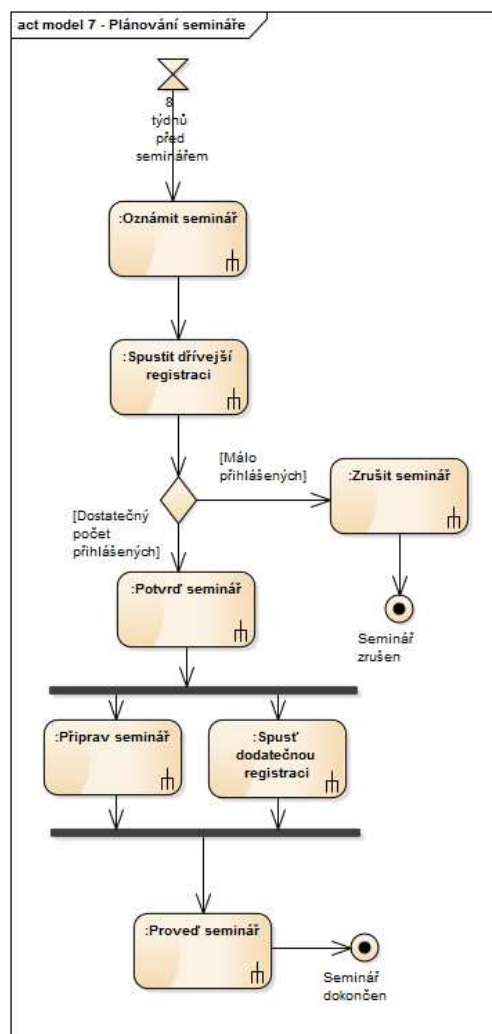 act model 7 - Plánování semináře
8
týdnů
před
seminářem
:Oznámit seminář
:Spustit dřívejší
registraci
[Málo
přihlášených]
:Zrušit seminář
[Dostatečný
počet
přihlášených]
:Potvrď seminář
Seminář
zrušen
:Připrav seminář
:Spusť
dodatečnou
registraci
:Proveď seminář
Seminář
dokončen